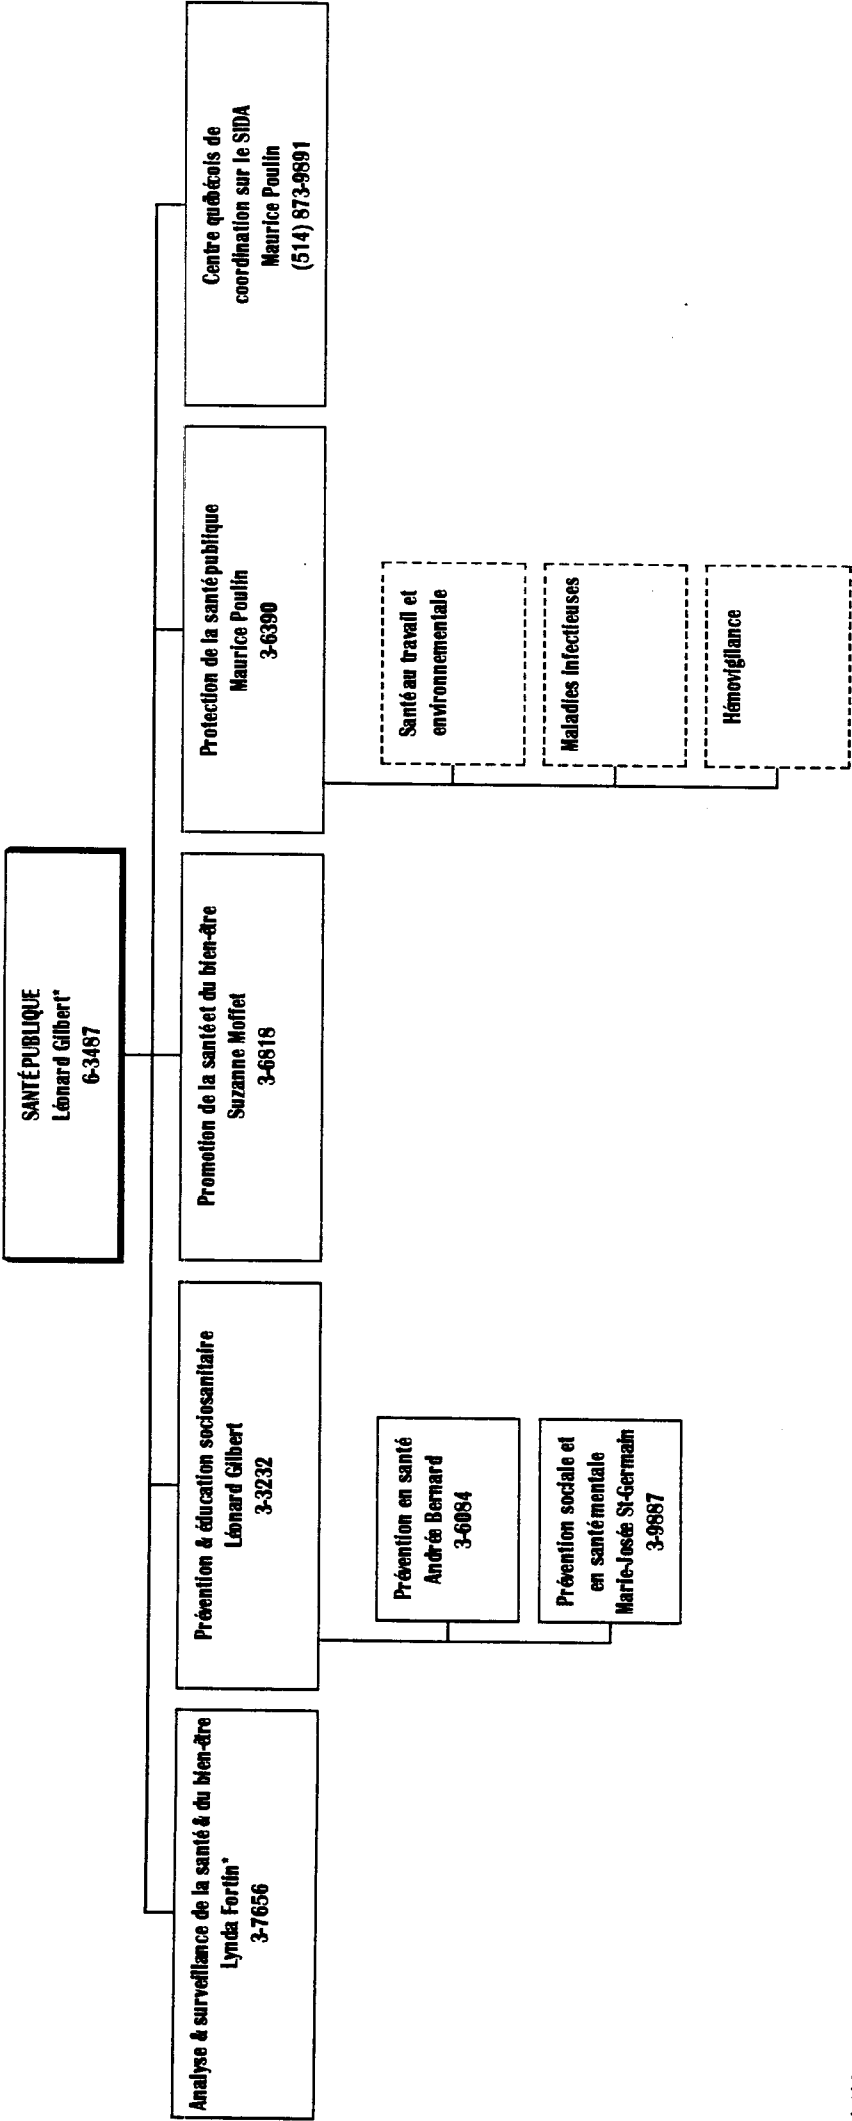 SANTÉ PUBLIQUE
Léonard Gilbert*
6-3487
Analyse & surveillance de la santé & du bien-être
Lynda Fortin*
3-7656
Prévention & éducation sociosanitaire
Léonard Gilbert
3-3232
Prévention en santé
Andrée Bernard
3-6084
Prévention sociale et
en santé mentale
Marie-Josée St-Germain
3-9887
Promotion de la santé et du bien-être
Suzanne Moffet
3-6818
Protection de la santé publique
Maurice Poulin
3-6390
Santé au travail et
environnementale
Maladies infectieuses
Hémovigilance
Centre québécois de
coordination sur le SIDA
Maurice Poulin
(514) 873-9891